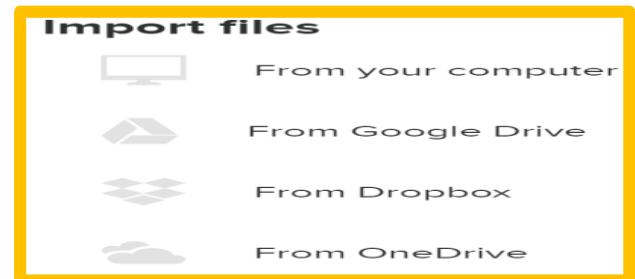 Import files
From your computer
From Google Drive
From Dropbox
From OneDrive